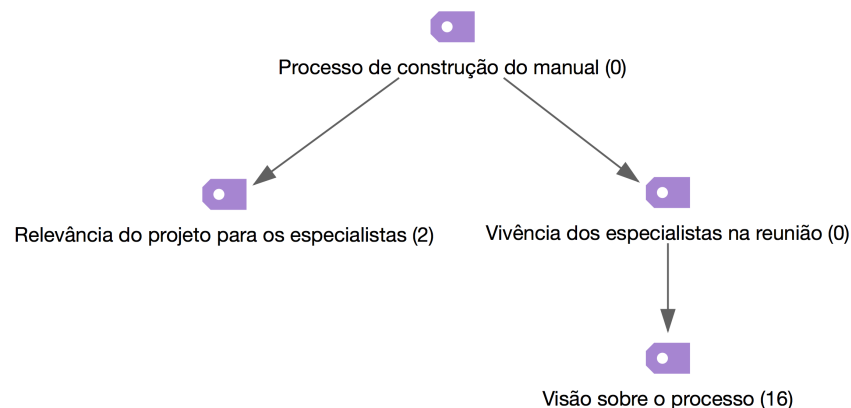 Processo de construção do manual (0)
Relevância do projeto para os especialistas (2)
Vivência dos especialistas na reunião (0)
Visão sobre o processo (16)